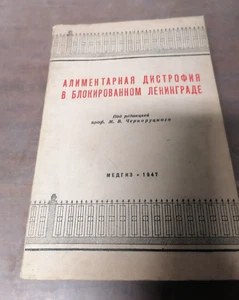 АЛИМЕНТАРНАЯ ДИСТРОФИЯ
В БЛОКИРОВАННОМ ЛЕНИНГРАДЕ
Под редакцией
проф. М. В. Черноруцкого
МЕДГИЗ • 1947